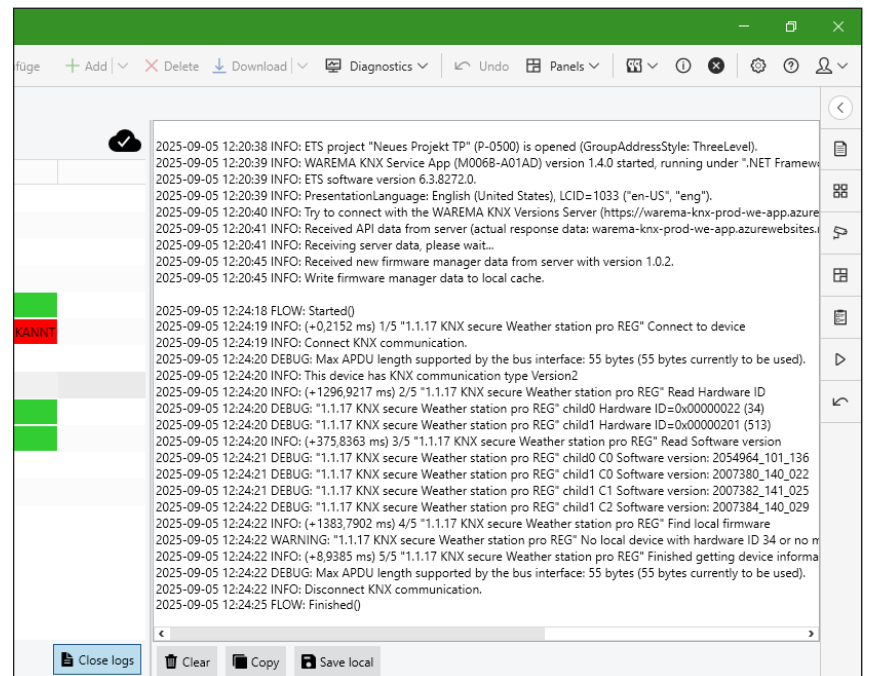 füge Add Delete Download Diagnostics Undo Panels
2025-09-05 12:20:38 INFO: ETS project "Neues Projekt TP" (P-0500) is opened (GroupAddressStyle: ThreeLevel).
2025-09-05 12:20:39 INFO: WAREMA KNX Service App (M006B-A01AD) version 1.4.0 started, running under ".NET Framew
2025-09-05 12:20:39 INFO: ETS software version 6.3.8272.0.
2025-09-05 12:20:39 INFO: PresentationLanguage: English (United States), LCID=1033 ("en-US", "eng").
2025-09-05 12:20:40 INFO: Try to connect with the WAREMA KNX Versions Server (https://warema-knx-prod-we-app.azure
2025-09-05 12:20:41 INFO: Received API data from server (actual response data: warema-knx-prod-we-app.azurewebsites.
2025-09-05 12:20:41 INFO: Receiving server data, please wait...
2025-09-05 12:20:45 INFO: Received new firmware manager data from server with version 1.0.2.
2025-09-05 12:20:45 INFO: Write firmware manager data to local cache.
2025-09-05 12:24:18 FLOW: Started()
KANNT
2025-09-05 12:24:19 INFO: (+0,2152 ms) 1/5 "1.1.17 KNX secure Weather station pro REG" Connect to device
2025-09-05 12:24:19 INFO: Connect KNX communication.
2025-09-05 12:24:20 DEBUG: Max APDU length supported by the bus interface: 55 bytes (55 bytes currently to be used).
2025-09-05 12:24:20 INFO: This device has KNX communication type Version2
2025-09-05 12:24:20 INFO: (+1296,9217 ms) 2/5 "1.1.17 KNX secure Weather station pro REG" Read Hardware ID
2025-09-05 12:24:20 DEBUG: "1.1.17 KNX secure Weather station pro REG" child0 Hardware ID=0x00000022 (34)
2025-09-05 12:24:20 DEBUG: "1.1.17 KNX secure Weather station pro REG" child1 Hardware ID=0x00000201 (513)
2025-09-05 12:24:20 INFO: (+375,8363 ms) 3/5 "1.1.17 KNX secure Weather station pro REG" Read Software version
2025-09-05 12:24:21 DEBUG: "1.1.17 KNX secure Weather station pro REG" child0 C0 Software version: 2054964_101_136
2025-09-05 12:24:21 DEBUG: "1.1.17 KNX secure Weather station pro REG" child1 C0 Software version: 2007380_140_022
2025-09-05 12:24:21 DEBUG: "1.1.17 KNX secure Weather station pro REG" child1 C1 Software version: 2007382_141_025
2025-09-05 12:24:22 DEBUG: "1.1.17 KNX secure Weather station pro REG" child1 C2 Software version: 2007384_140_029
2025-09-05 12:24:22 INFO: (+1383,7902 ms) 4/5 "1.1.17 KNX secure Weather station pro REG" Find local firmware
2025-09-05 12:24:22 WARNING: "1.1.17 KNX secure Weather station pro REG" No local device with hardware ID 34 or no
2025-09-05 12:24:22 INFO: (+8,9385 ms) 5/5 "1.1.17 KNX secure Weather station pro REG" Finished getting device informa
2025-09-05 12:24:22 DEBUG: Max APDU length supported by the bus interface: 55 bytes (55 bytes currently to be used).
2025-09-05 12:24:22 INFO: Disconnect KNX communication.
2025-09-05 12:24:25 FLOW: Finished()
Close logs Clear Copy Save local